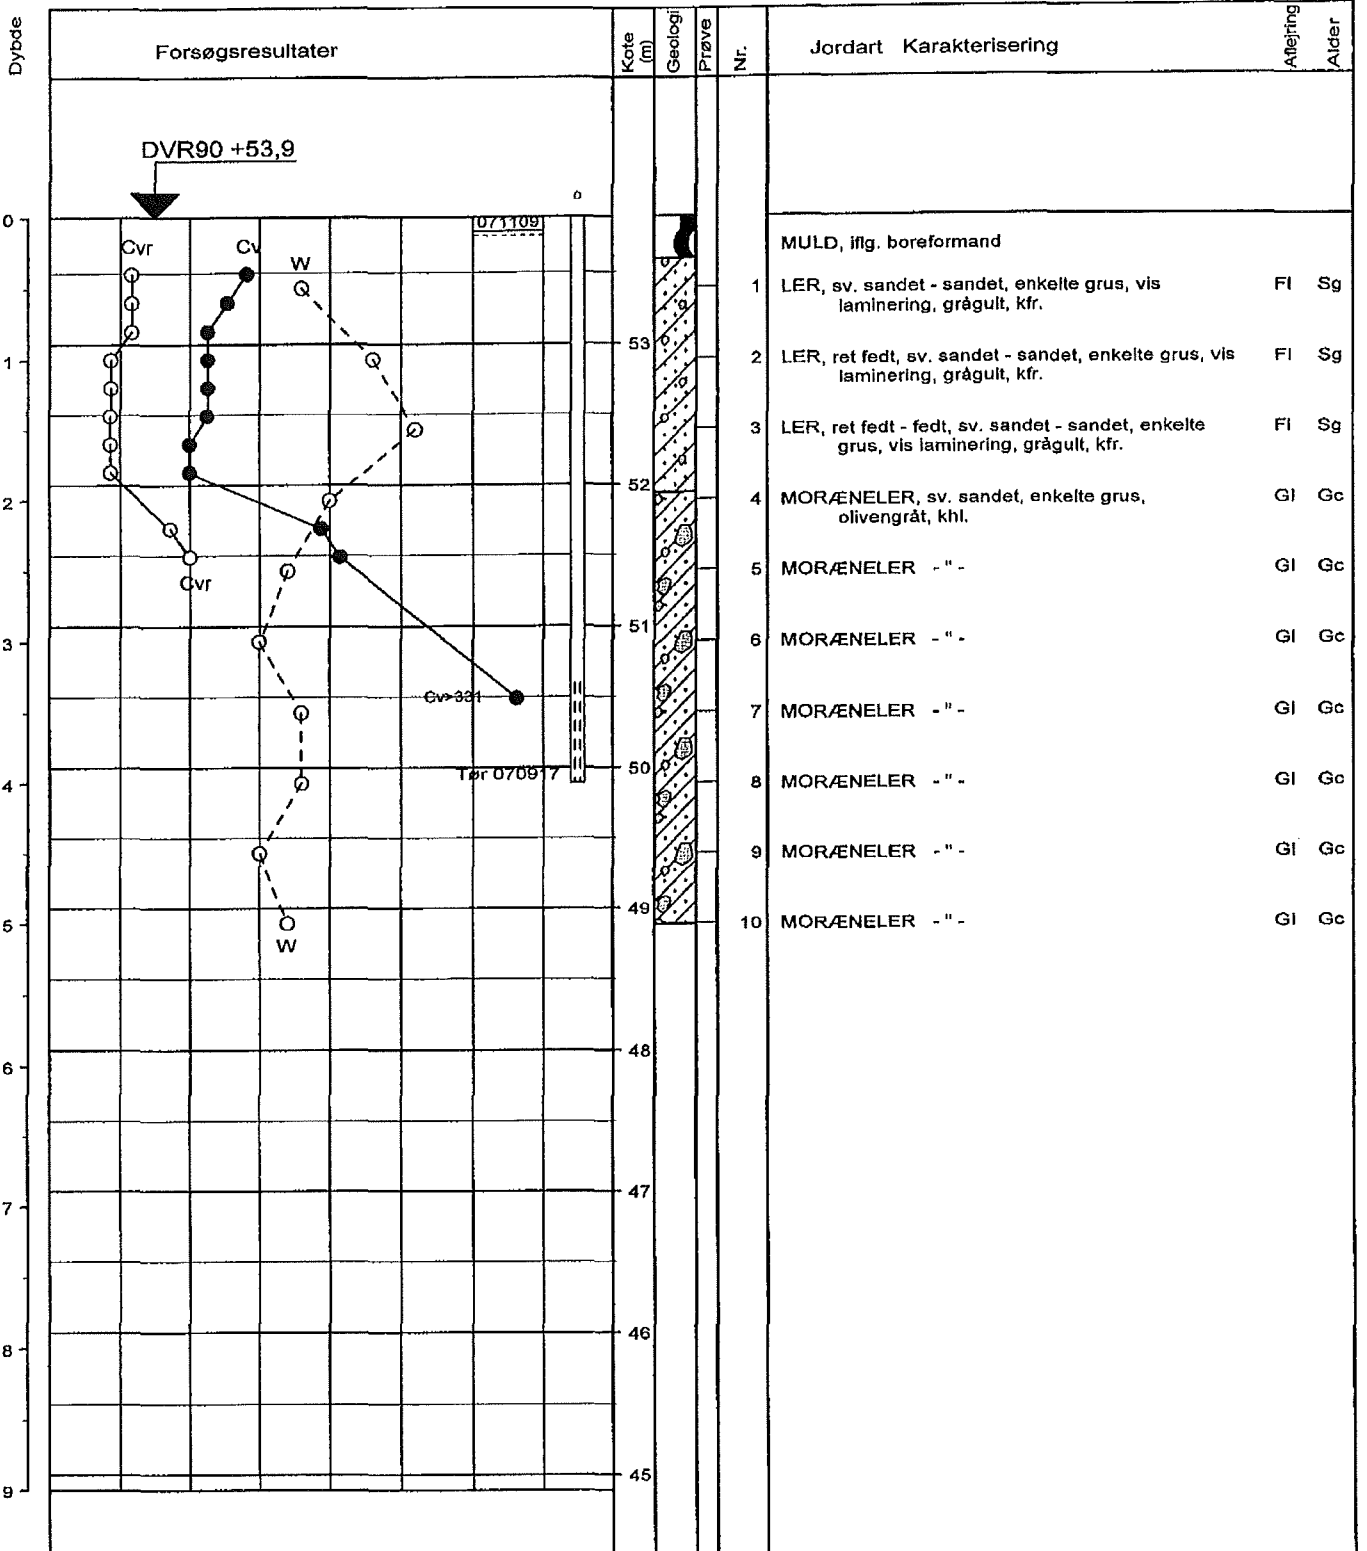 Dybde
Forsøgsresultater
Kote (m)
Geologi
Prøve
Nr.
Jordart Karakterisering
Aflejring
Alder
DVR90 +53,9
0
071109
Cvr
Cv
W
MULD, iflg. boreformand
1 LER, sv. sandet - sandet, enkelte grus, vis Fl Sg
laminering, grågult, kfr.
53
1
2 LER, ret fedt, sv. sandet - sandet, enkelte grus, vis Fl Sg
laminering, grågult, kfr.
3 LER, ret fedt - fedt, sv. sandet - sandet, enkelte Fl Sg
grus, vis laminering, grågult, kfr.
52
2
4 MORÆNELER, sv. sandet, enkelte grus, Gl Gc
olivengråt, khl.
5 MORÆNELER - " - Gl Gc
Cvr
51
3
6 MORÆNELER - " - Gl Gc
Cv>331
7 MORÆNELER - " - Gl Gc
50
Tør 070917
4
8 MORÆNELER - " - Gl Gc
9 MORÆNELER - " - Gl Gc
49
5
10 MORÆNELER - " - Gl Gc
W
48
6
47
7
46
8
45
9